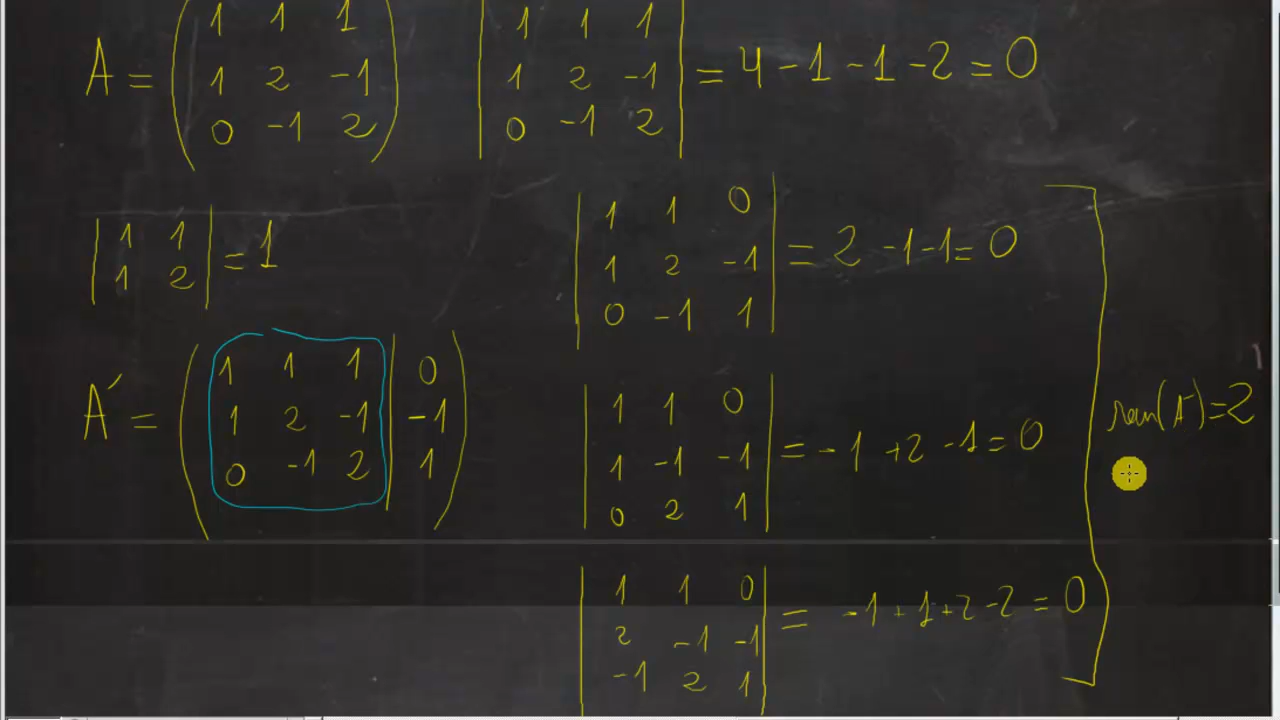 A = ( 1 1 1 | 1 1 1 |
1 2 -1 | 1 2 -1 | = 4 - 1 - 1 - 2 = 0
0 -1 2 ) | 0 -1 2 |
| 1 1 | = 1
| 1 2 |
| 1 1 0 |
| 1 2 -1 | = 2 - 1 - 1 = 0
| 0 -1 1 |
A´ = ( 1 1 1 | 0
1 2 -1 | -1
0 -1 2 | 1 )
| 1 1 0 |
| 1 -1 -1 | = - 1 + 2 - 1 = 0
| 0 2 1 |
ran(A´) = 2
| 1 1 0 |
| 2 -1 -1 | = -1 + 1 + 2 - 2 = 0
| -1 2 1 |